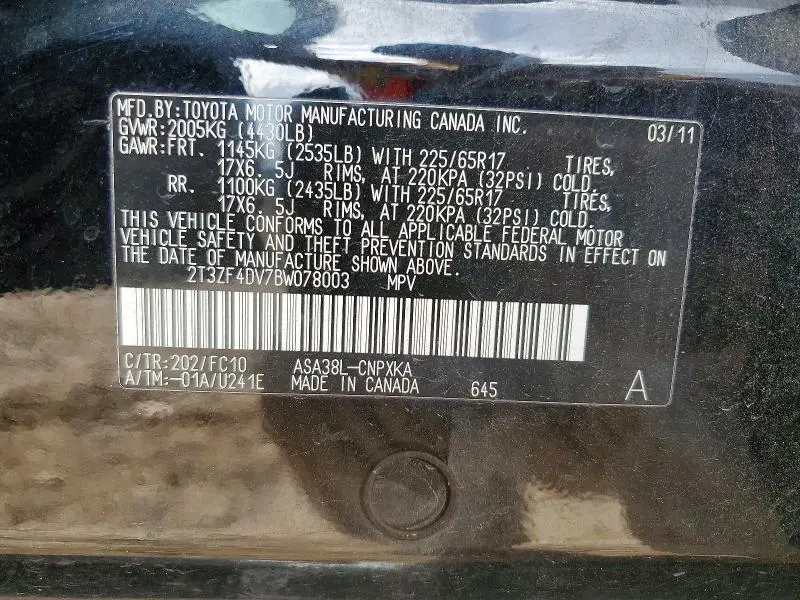 MFD.BY:TOYOTA MOTOR MANUFACTURING CANADA INC. 03/11
GVWR:2005KG (4430LB)
GAWR:FRT. 1145KG (2535LB) WITH 225/65R17 TIRES,
17X6. 5J RIMS, AT 220KPA (32PSI) COLD.
RR. 1100KG (2435LB) WITH 225/65R17 TIRES,
17X6. 5J RIMS, AT 220KPA (32PSI) COLD.
THIS VEHICLE CONFORMS TO ALL APPLICABLE FEDERAL MOTOR
VEHICLE SAFETY AND THEFT PREVENTION STANDARDS IN EFFECT ON
THE DATE OF MANUFACTURE SHOWN ABOVE.
2T3ZF4DV7BW078003 MPV
C/TR:202/FC10 ASA38L-CNPXKA
A/TM:-01A/U241E MADE IN CANADA 645 A